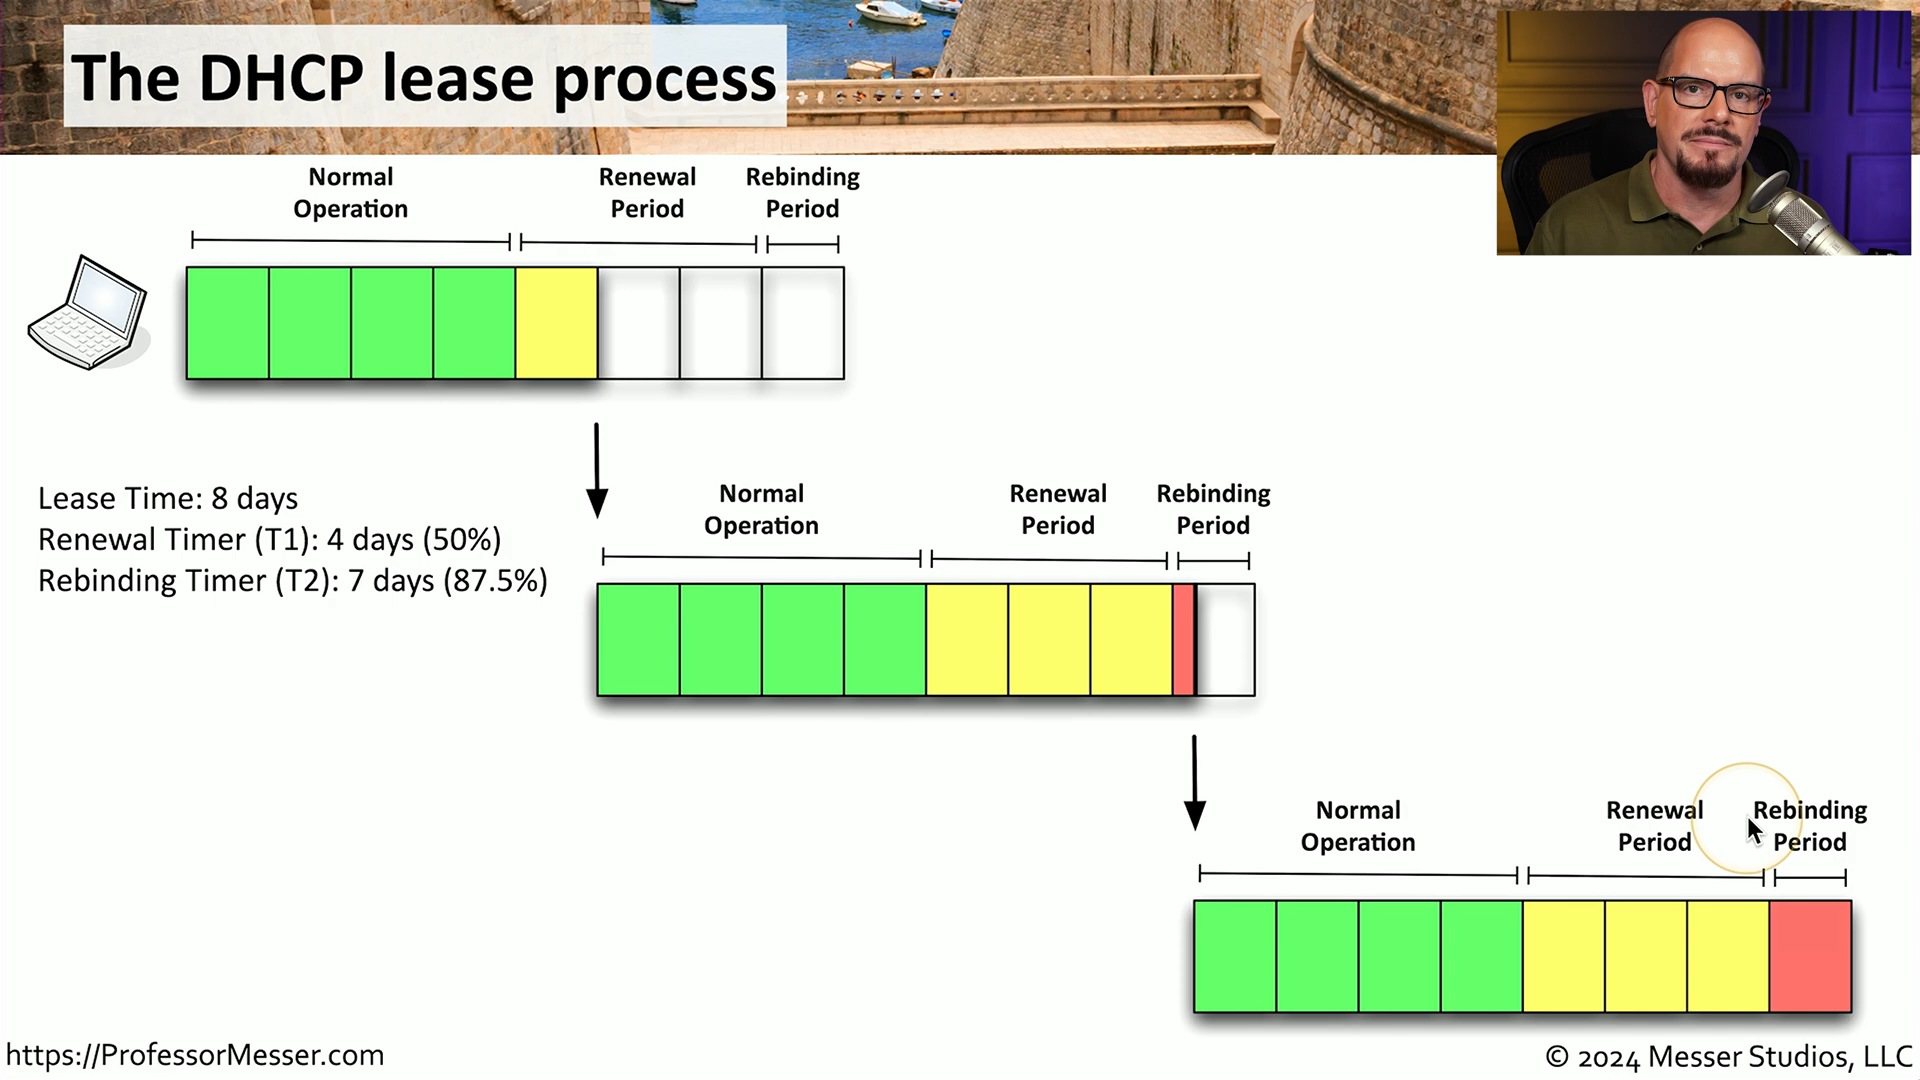 The DHCP lease process
Normal
Operation
Renewal
Period
Rebinding
Period
Lease Time: 8 days
Renewal Timer (T1): 4 days (50%)
Rebinding Timer (T2): 7 days (87.5%)
Normal
Operation
Renewal
Period
Rebinding
Period
Normal
Operation
Renewal
Period
Rebinding
Period
https://ProfessorMesser.com
© 2024 Messer Studios, LLC